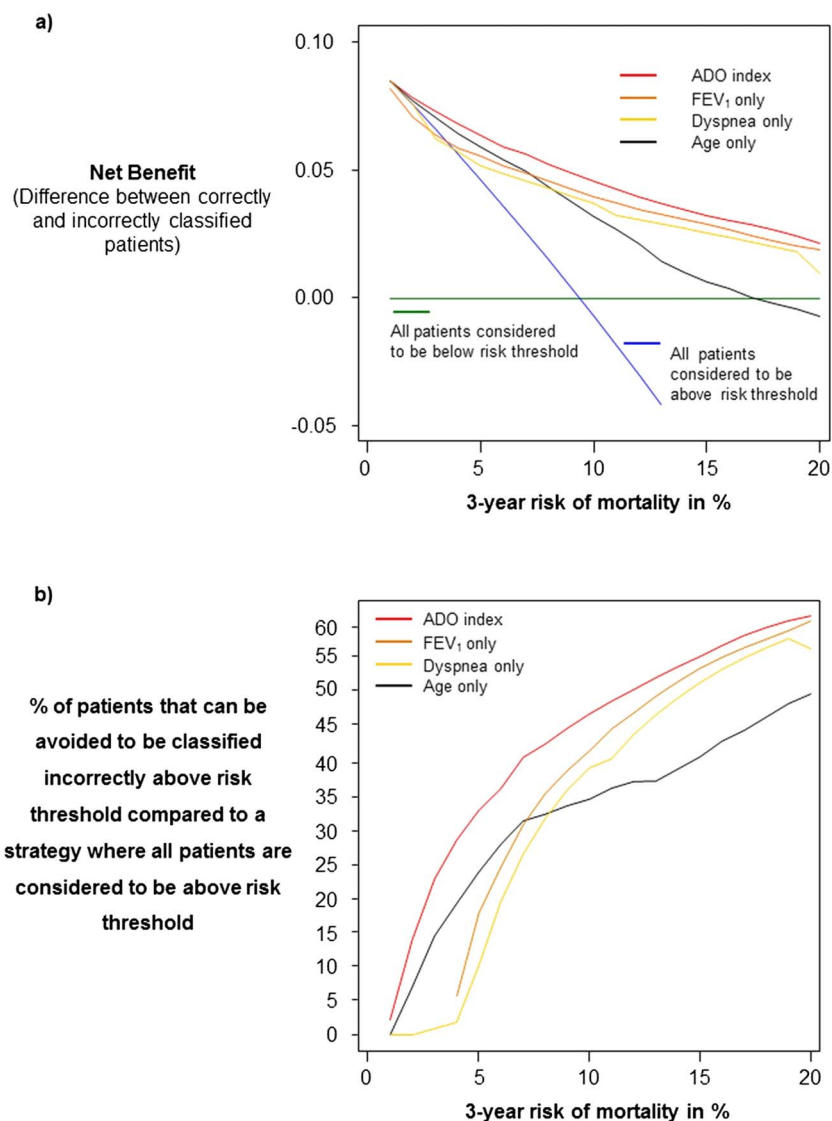 a)
Net Benefit
(Difference between correctly
and incorrectly classified
patients)
0.10
0.05
0.00
-0.05
ADO index
FEV₁ only
Dyspnea only
Age only
All patients considered
to be below risk threshold
All patients
considered to be
above risk threshold
0 5 10 15 20
3-year risk of mortality in %
b)
% of patients that can be
avoided to be classified
incorrectly above risk
threshold compared to a
strategy where all patients are
considered to be above risk
threshold
60
55
50
45
40
35
30
25
20
15
10
5
0
ADO index
FEV₁ only
Dyspnea only
Age only
0 5 10 15 20
3-year risk of mortality in %